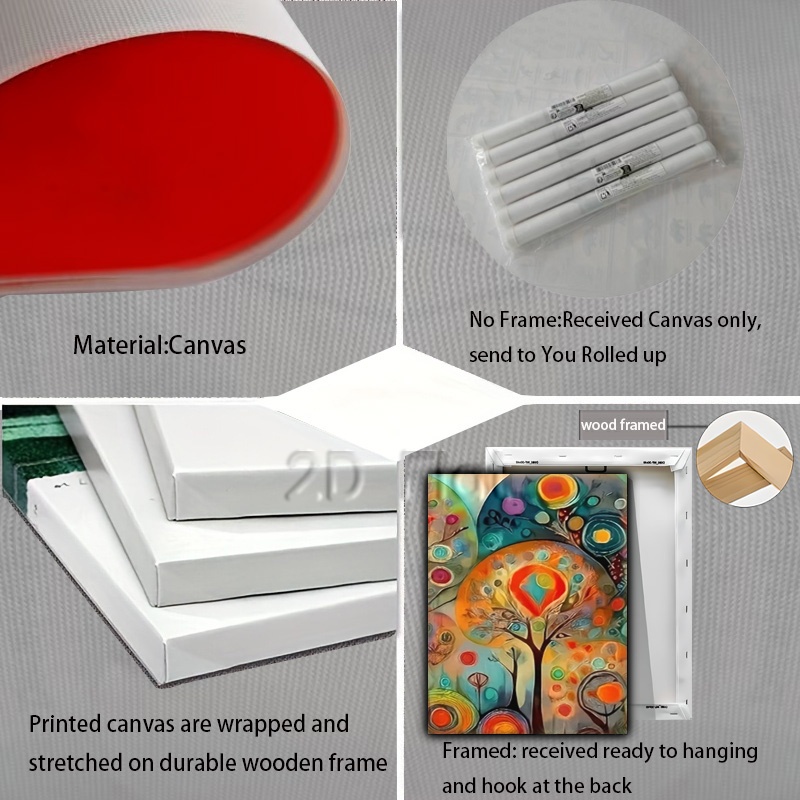 Material:Canvas
No Frame:Received Canvas only,
send to You Rolled up
2D
wood framed
Printed canvas are wrapped and
stretched on durable wooden frame
Framed: received ready to hanging
and hook at the back